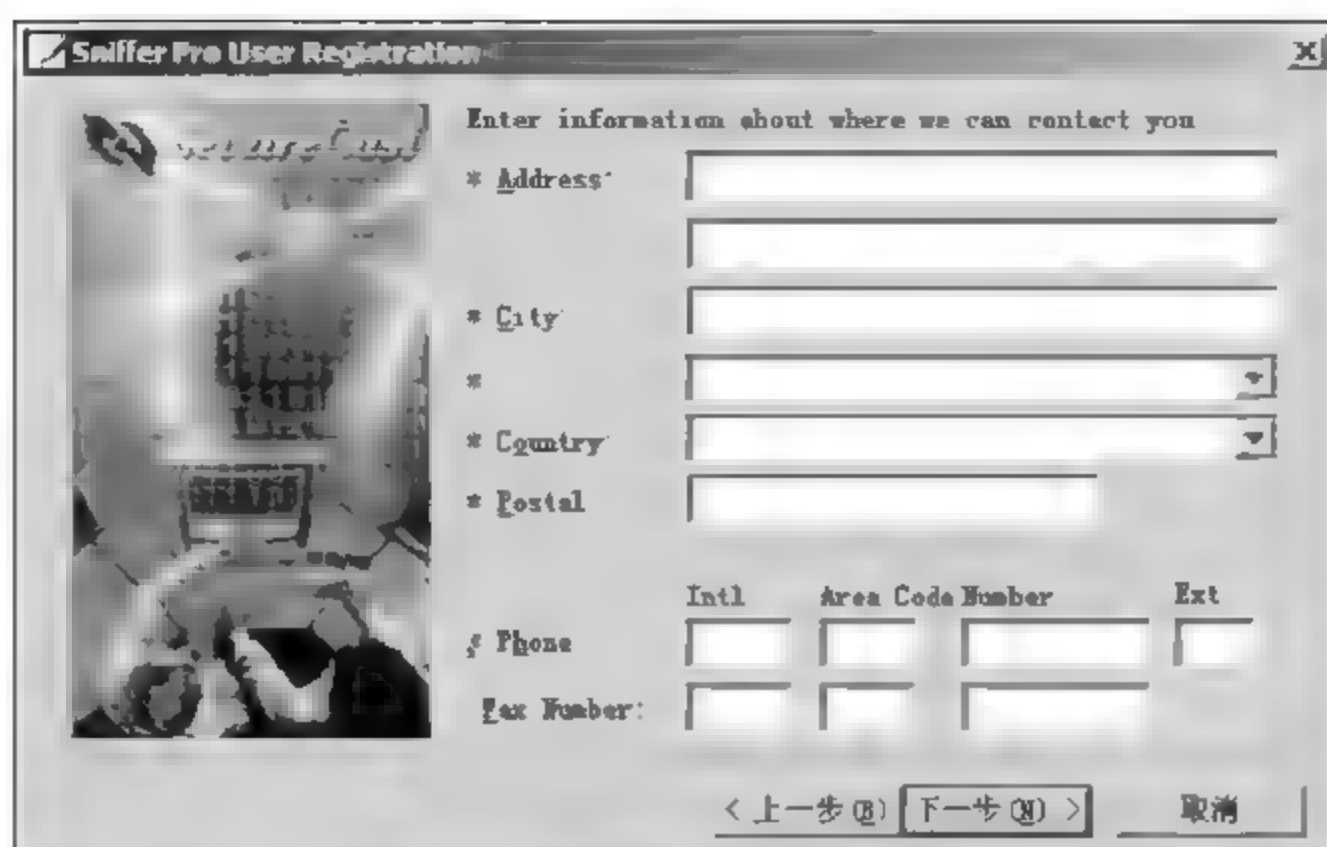 Sniffer Pro User Registration
Enter information about where we can contact you
* Address:
* City
*
* Country
* Postal
Intl Area Code Number Ext
* Phone
Fax Number:
< 上一步(B) 下一步(N) > 取消